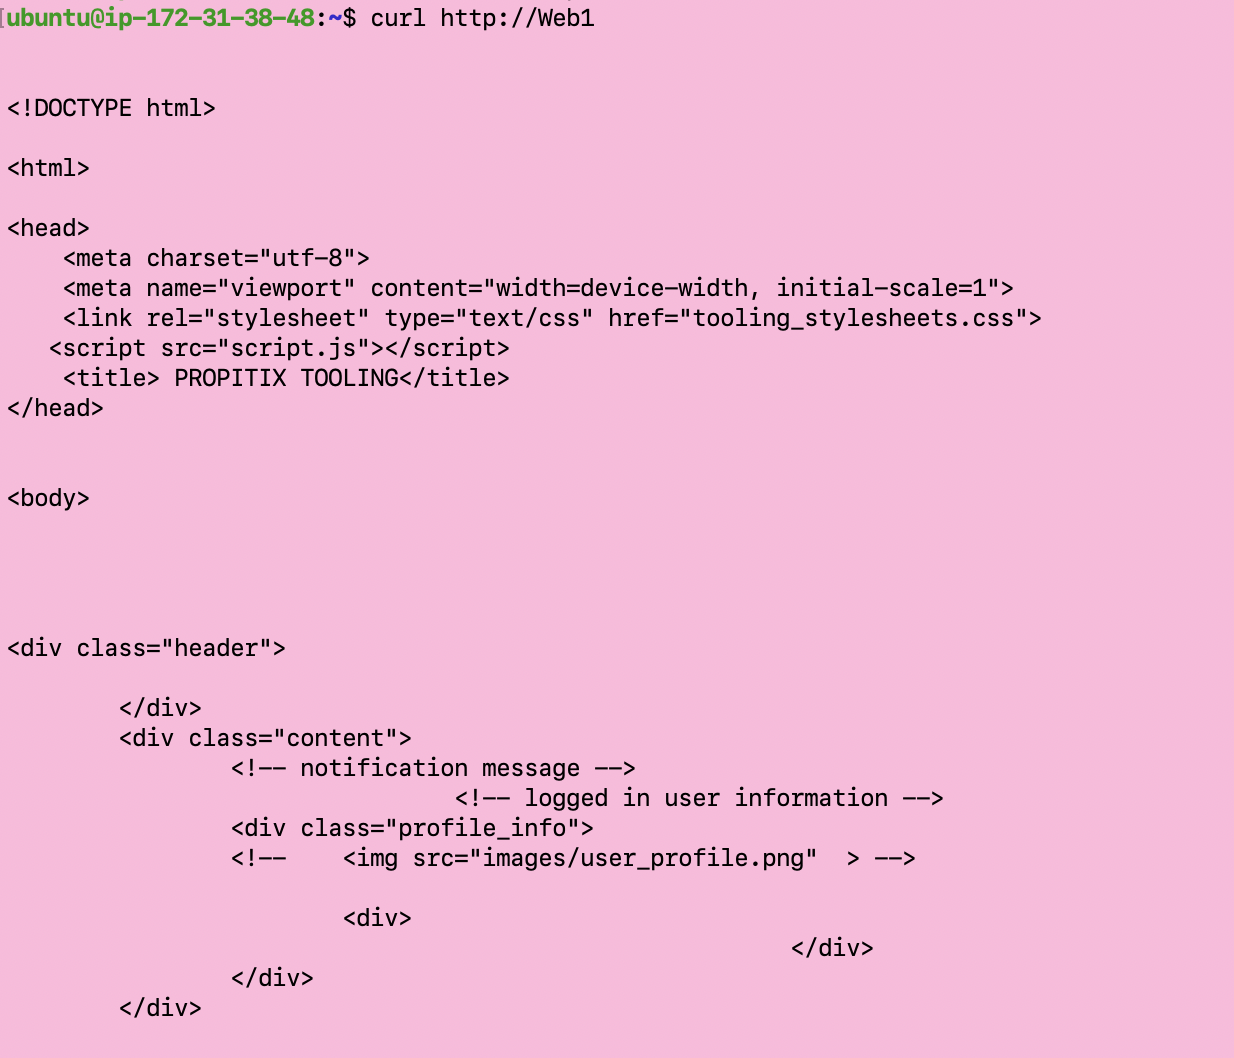 [ubuntu@ip-172-31-38-48:~$ curl http://Web1
<!DOCTYPE html>
<html>
<head>
    <meta charset="utf-8">
    <meta name="viewport" content="width=device-width, initial-scale=1">
    <link rel="stylesheet" type="text/css" href="tooling_stylesheets.css">
   <script src="script.js"></script>
    <title> PROPITIX TOOLING</title>
</head>
<body>
<div class="header">
        </div>
        <div class="content">
                <!-- notification message -->
                                <!-- logged in user information -->
                <div class="profile_info">
                <!--    <img src="images/user_profile.png"  > -->
                        <div>
                                                        </div>
                </div>
        </div>